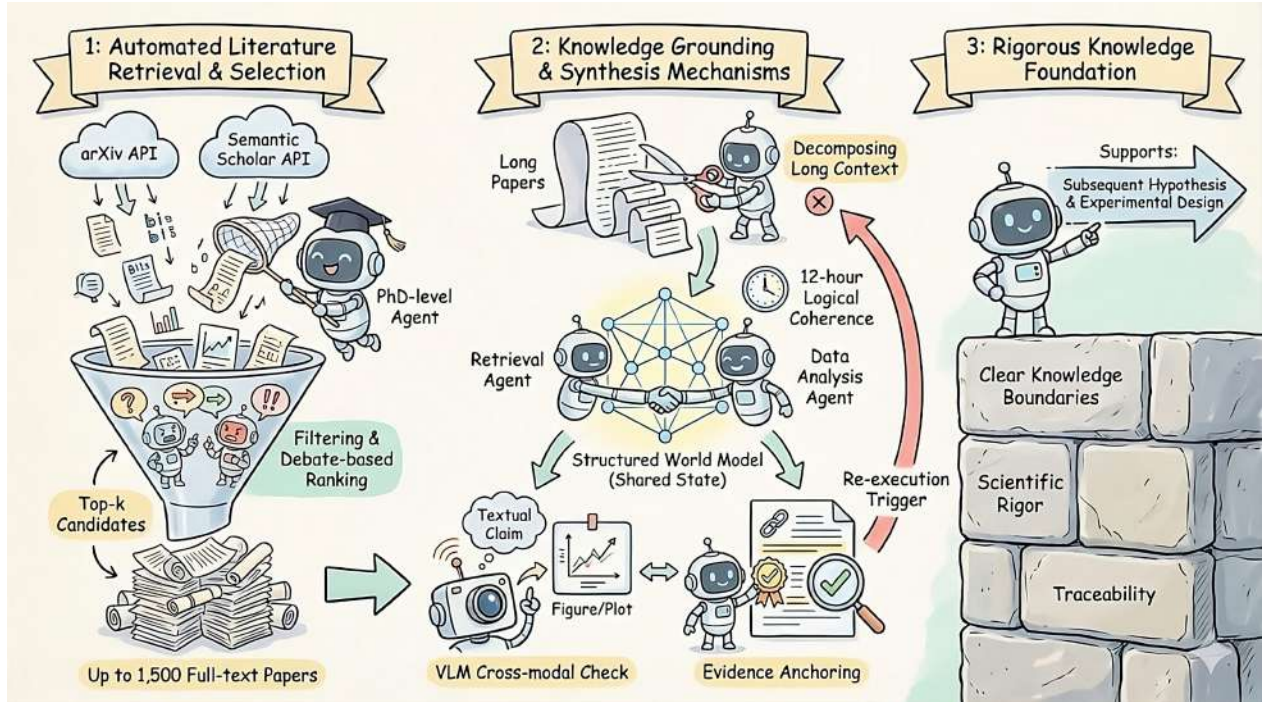 1: Automated Literature
Retrieval & Selection
arXiv API
Semantic
Scholar API
PhD-level
Agent
Filtering &
Debate-based
Ranking
Top-k
Candidates
Up to 1,500 Full-text Papers
2: Knowledge Grounding
& Synthesis Mechanisms
Long
Papers
Decomposing
Long Context
12-hour
Logical
Coherence
Retrieval
Agent
Data
Analysis
Agent
Structured World Model
(Shared State)
Re-execution
Trigger
Textual
Claim
Figure/Plot
VLM Cross-modal Check
Evidence Anchoring
3: Rigorous Knowledge
Foundation
Supports:
Subsequent Hypothesis
& Experimental Design
Clear Knowledge
Boundaries
Scientific
Rigor
Traceability